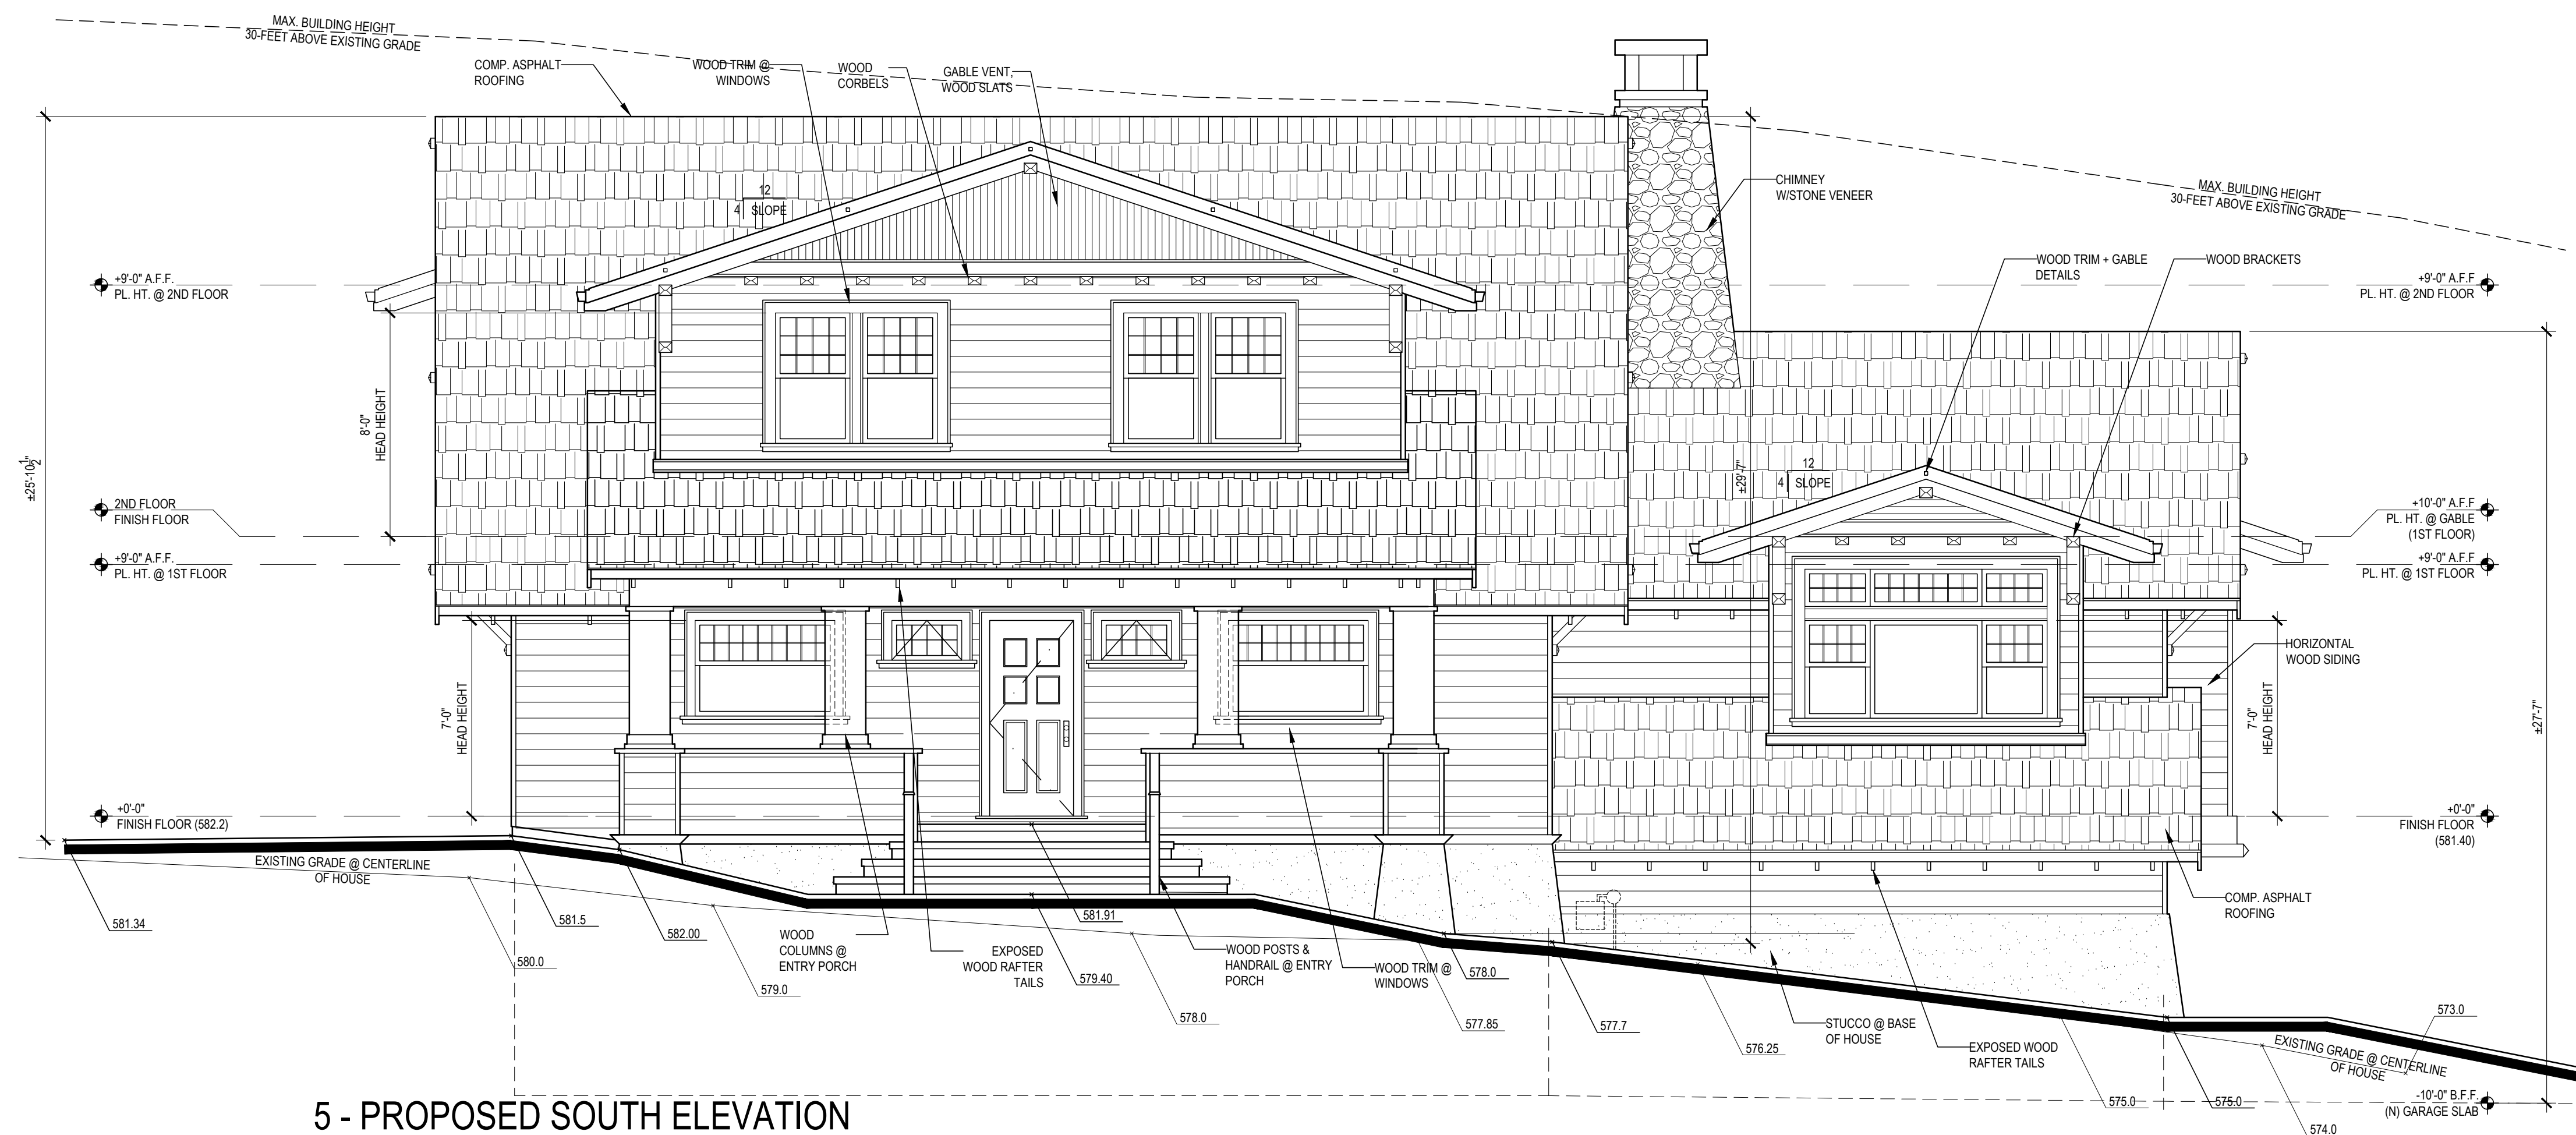 MAX. BUILDING HEIGHT
30-FEET ABOVE EXISTING GRADE
COMP. ASPHALT
ROOFING
WOOD TRIM @
WINDOWS
WOOD
CORBELS
GABLE VENT,
WOOD SLATS
CHIMNEY
W/STONE VENEER
MAX. BUILDING HEIGHT
30-FEET ABOVE EXISTING GRADE
12
4
SLOPE
+9'-0" A.F.F.
PL. HT. @ 2ND FLOOR
WOOD TRIM + GABLE
DETAILS
WOOD BRACKETS
+9'-0" A.F.F
PL. HT. @ 2ND FLOOR
8'-0"
HEAD HEIGHT
±25'-10 1/2"
±29'-7"
12
4
SLOPE
±27'-7"
2ND FLOOR
FINISH FLOOR
+9'-0" A.F.F.
PL. HT. @ 1ST FLOOR
+10'-0" A.F.F
PL. HT. @ GABLE
(1ST FLOOR)
+9'-0" A.F.F
PL. HT. @ 1ST FLOOR
7'-0"
HEAD HEIGHT
HORIZONTAL
WOOD SIDING
7'-0"
HEAD HEIGHT
+0'-0"
FINISH FLOOR (582.2)
+0'-0"
FINISH FLOOR
(581.40)
EXISTING GRADE @ CENTERLINE
OF HOUSE
581.34
580.0
581.5
582.00
579.0
WOOD
COLUMNS @
ENTRY PORCH
EXPOSED
WOOD RAFTER
TAILS
581.91
579.40
578.0
WOOD POSTS &
HANDRAIL @ ENTRY
PORCH
WOOD TRIM @
WINDOWS
578.0
577.85
577.7
576.25
STUCCO @ BASE
OF HOUSE
EXPOSED WOOD
RAFTER TAILS
COMP. ASPHALT
ROOFING
575.0
575.0
573.0
EXISTING GRADE @ CENTERLINE
OF HOUSE
574.0
-10'-0" B.F.F.
(N) GARAGE SLAB
5 - PROPOSED SOUTH ELEVATION